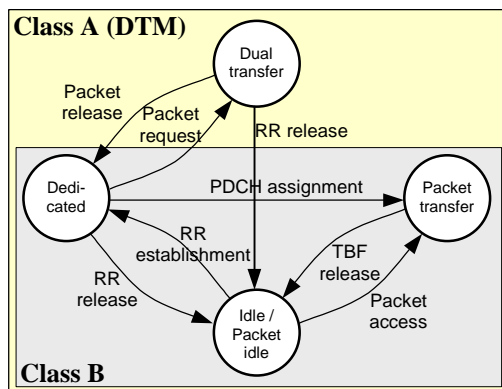 Class A (DTM)
Dual
transfer
Packet
release
Packet
request
RR release
Dedi-
cated
PDCH assignment
Packet
transfer
RR
establishment
TBF
release
RR
release
Packet
access
Idle /
Packet
idle
Class B